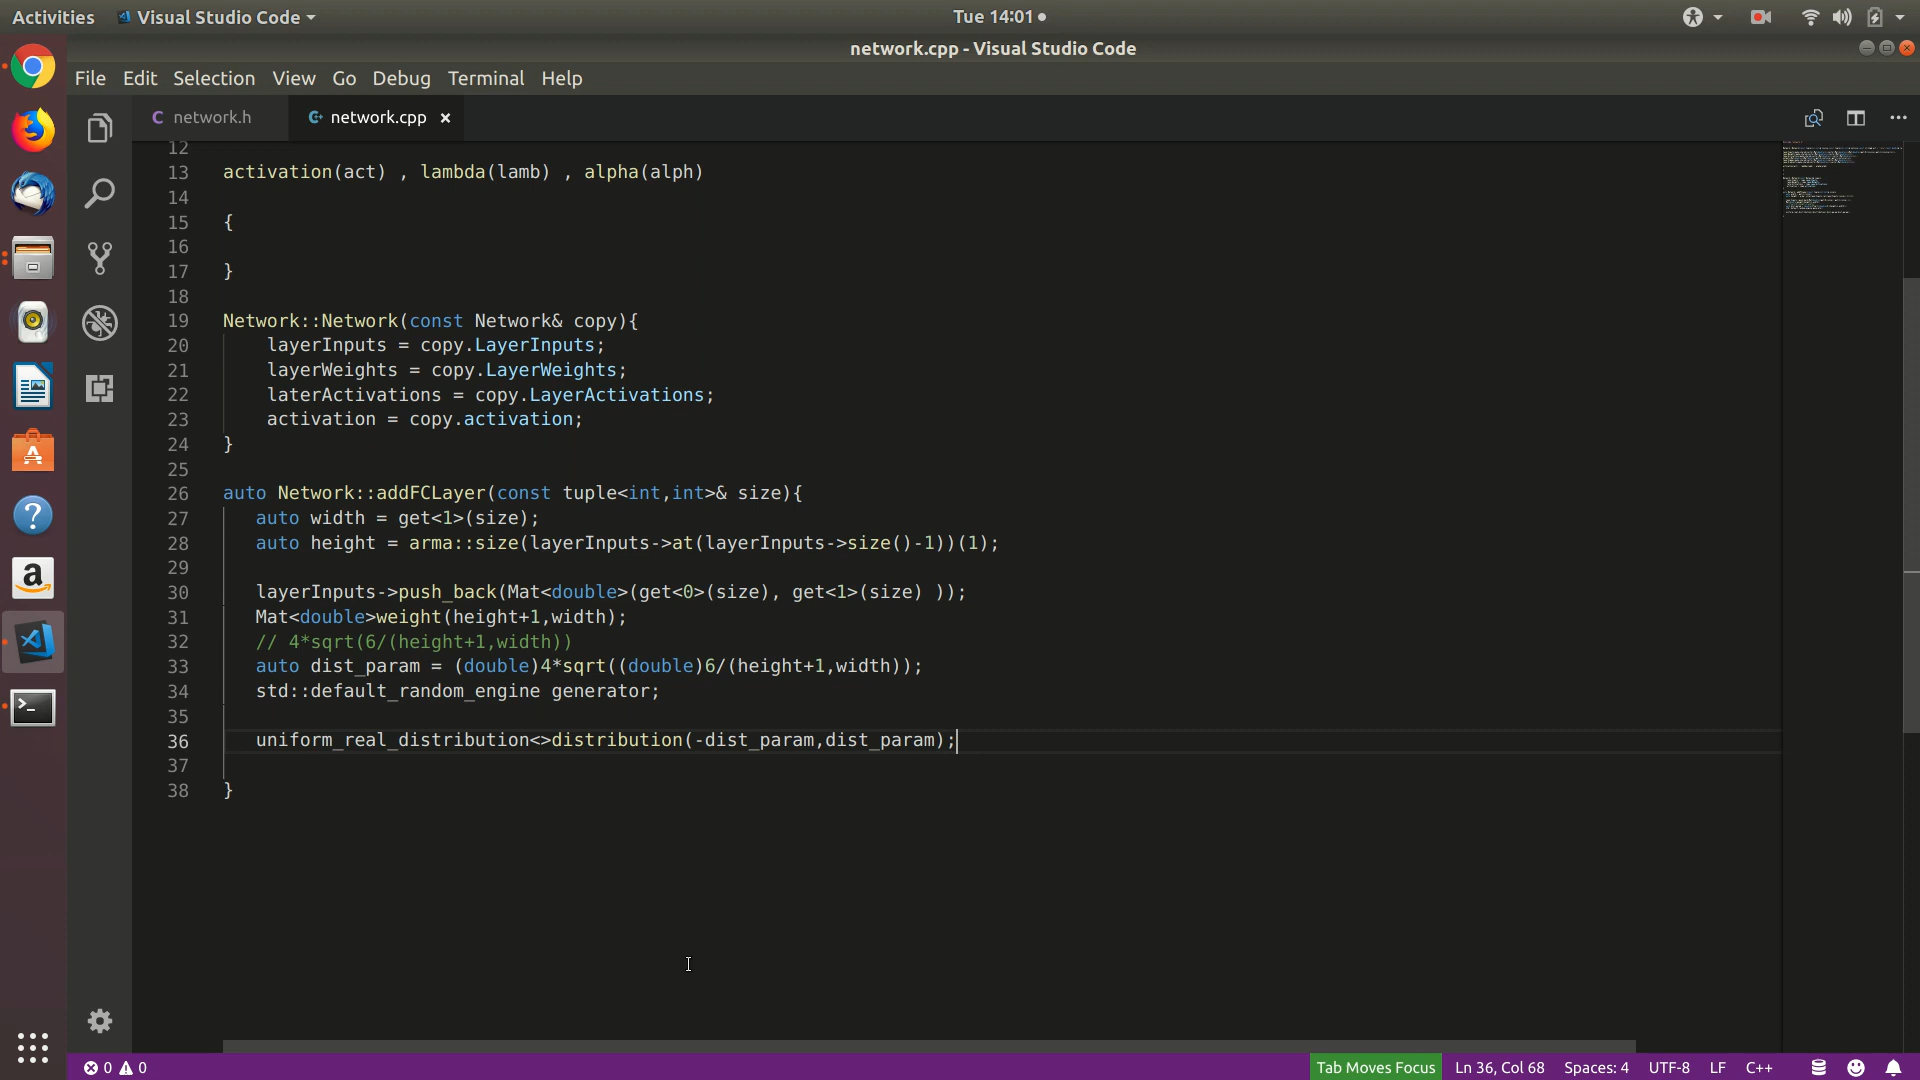 Activities Visual Studio Code Tue 14:01
network.cpp - Visual Studio Code
File Edit Selection View Go Debug Terminal Help
C network.h network.cpp ×
12
13 activation(act) , lambda(lamb) , alpha(alph)
14
15 {
16
17 }
18
19 Network::Network(const Network& copy){
20 layerInputs = copy.LayerInputs;
21 layerWeights = copy.LayerWeights;
22 laterActivations = copy.LayerActivations;
23 activation = copy.activation;
24 }
25
26 auto Network::addFCLayer(const tuple<int,int>& size){
27 auto width = get<1>(size);
28 auto height = arma::size(layerInputs->at(layerInputs->size()-1))(1);
29
30 layerInputs->push_back(Mat<double>(get<0>(size), get<1>(size) ));
31 Mat<double>weight(height+1,width);
32 // 4*sqrt(6/(height+1,width))
33 auto dist_param = (double)4*sqrt((double)6/(height+1,width));
34 std::default_random_engine generator;
35
36 uniform_real_distribution<>distribution(-dist_param,dist_param);
37
38 }
0 0 Tab Moves Focus Ln 36, Col 68 Spaces: 4 UTF-8 LF C++